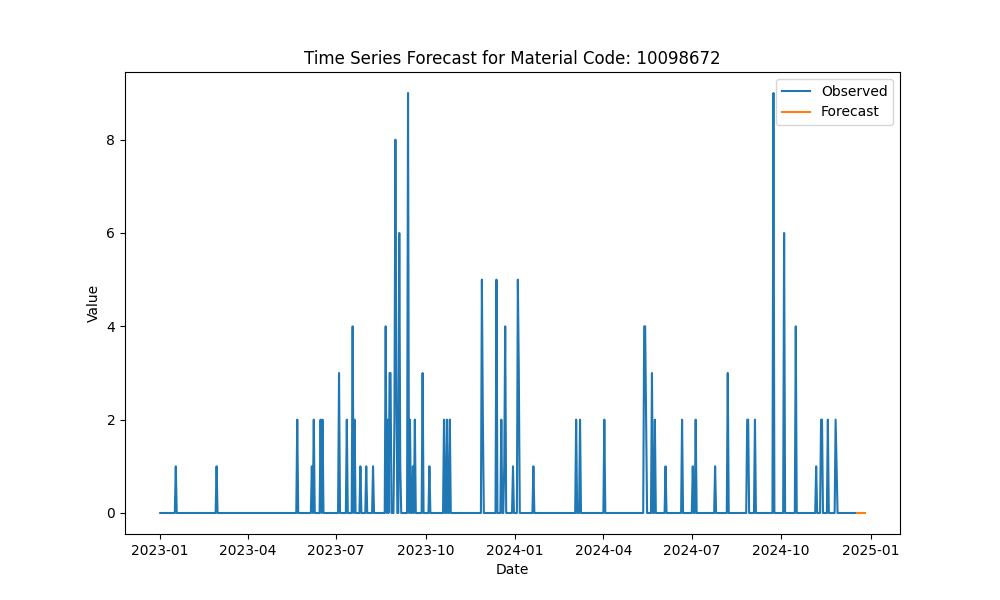 Time Series Forecast for Material Code: 10098672
Observed
Forecast
Value
8
6
4
2
0
2023-01 2023-04 2023-07 2023-10 2024-01 2024-04 2024-07 2024-10 2025-01
Date